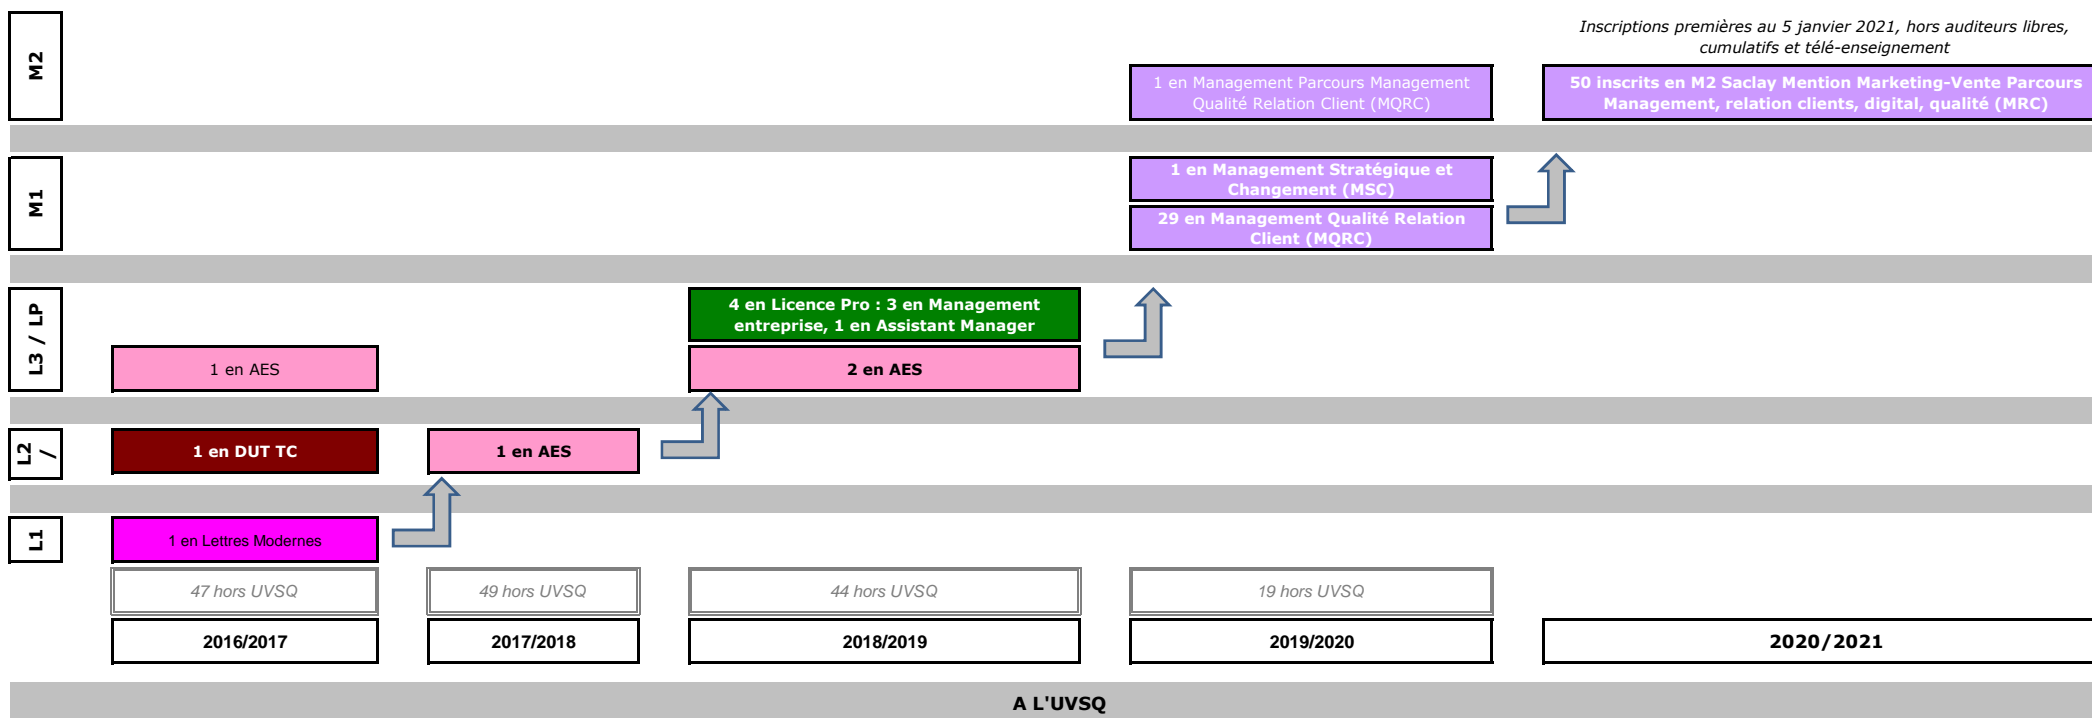 Inscriptions premières au 5 janvier 2021, hors auditeurs libres,
cumulatifs et télé-enseignement
M2
1 en Management Parcours Management
Qualité Relation Client (MQRC)
50 inscrits en M2 Saclay Mention Marketing-Vente Parcours
Management, relation clients, digital, qualité (MRC)
M1
1 en Management Stratégique et
Changement (MSC)
29 en Management Qualité Relation
Client (MQRC)
L3 / LP
4 en Licence Pro : 3 en Management
entreprise, 1 en Assistant Manager
1 en AES
2 en AES
L2
/
1 en DUT TC
1 en AES
L1
1 en Lettres Modernes
47 hors UVSQ
49 hors UVSQ
44 hors UVSQ
19 hors UVSQ
2016/2017
2017/2018
2018/2019
2019/2020
2020/2021
A L'UVSQ